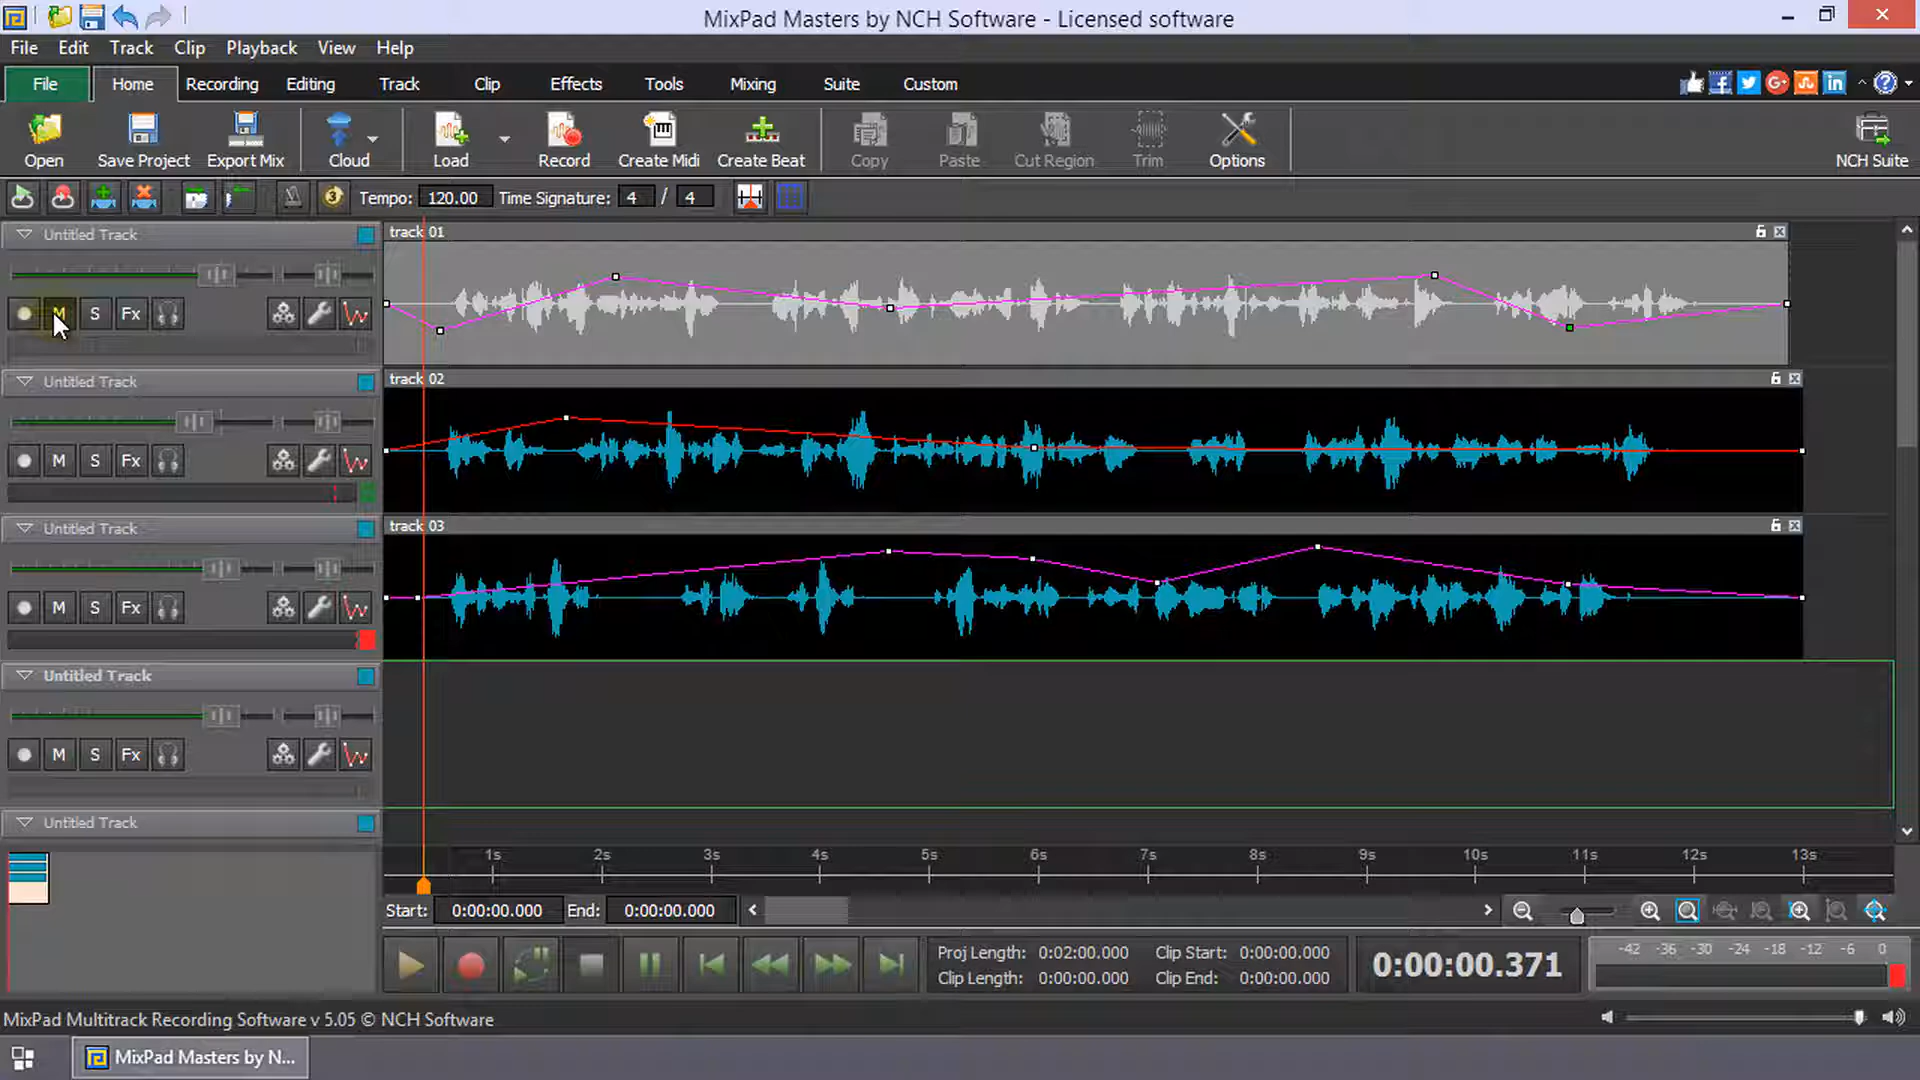 MixPad Masters by NCH Software - Licensed software
File Edit Track Clip Playback View Help
File Home Recording Editing Track Clip Effects Tools Mixing Suite Custom
Open Save Project Export Mix Cloud Load Record Create Midi Create Beat Copy Paste Cut Region Trim Options NCH Suite
Tempo: 120.00 Time Signature: 4 / 4
Untitled Track
track 01
M S Fx
Untitled Track
track 02
M S Fx
Untitled Track
track 03
M S Fx
Untitled Track
M S Fx
Untitled Track
1s 2s 3s 4s 5s 6s 7s 8s 9s 10s 11s 12s 13s
Start: 0:00:00.000 End: 0:00:00.000
Proj Length: 0:02:00.000 Clip Start: 0:00:00.000
Clip Length: 0:00:00.000 Clip End: 0:00:00.000
0:00:00.371
-42 -36 -30 -24 -18 -12 -6 0
MixPad Multitrack Recording Software v 5.05 © NCH Software
MixPad Masters by N...